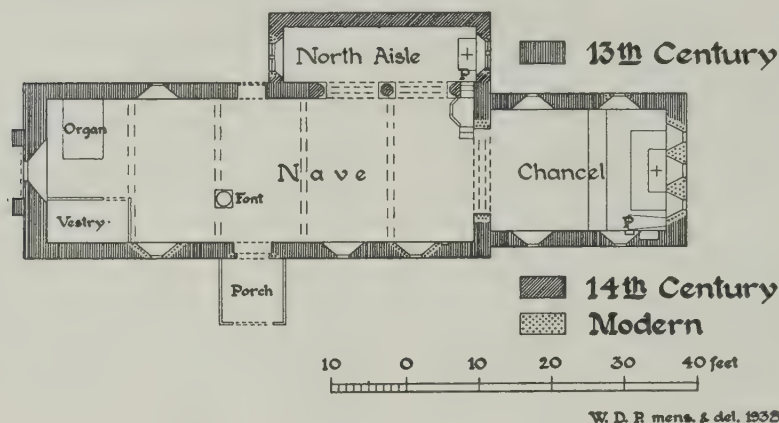 North Aisle
P
13th Century
Organ
Nave
Chancel
Font
Vestry.
P
Porch
14th Century
Modern
10 0 10 20 30 40 feet
W. D. P. mens. & del. 1938